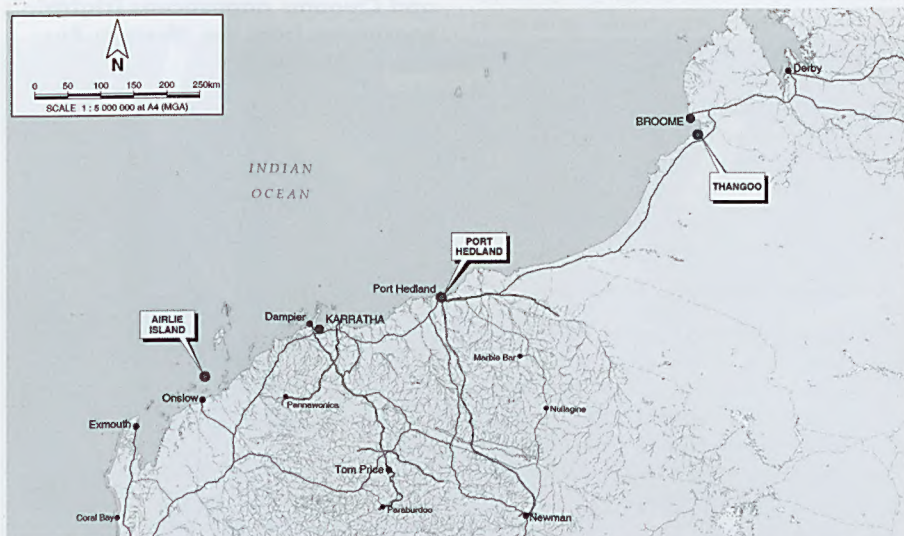 N
0 50 100 150 200 250km
SCALE 1 : 5 000 000 at A4 (MGA)
Derby
BROOME
THANGOO
INDIAN
OCEAN
PORT
HEDLAND
Port Hedland
Dampier
KARRATHA
AIRLIE
ISLAND
Marble Bar
Onslow
Pannawonica
Nullagine
Exmouth
Tom Price
Paraburdoo
Coral Bay
Newman